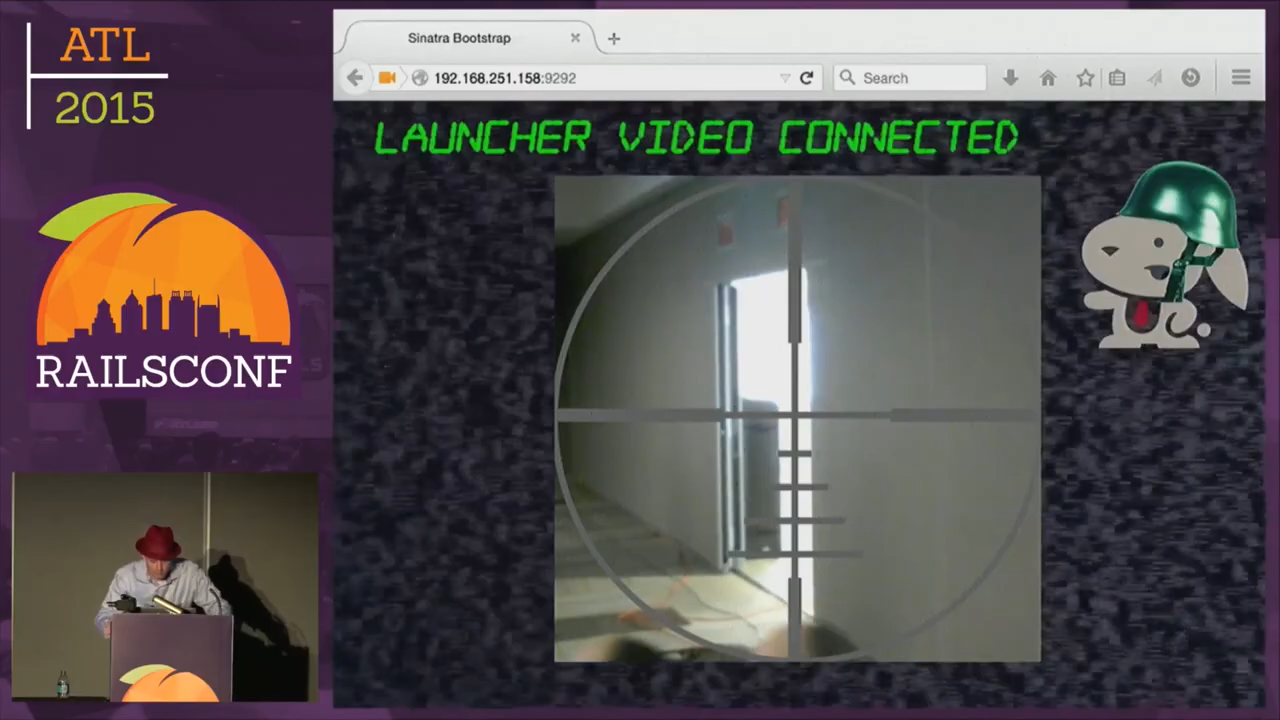 ATL
2015
RAILSCONF
Sinatra Bootstrap
192.168.251.158:9292
Search
LAUNCHER VIDEO CONNECTED